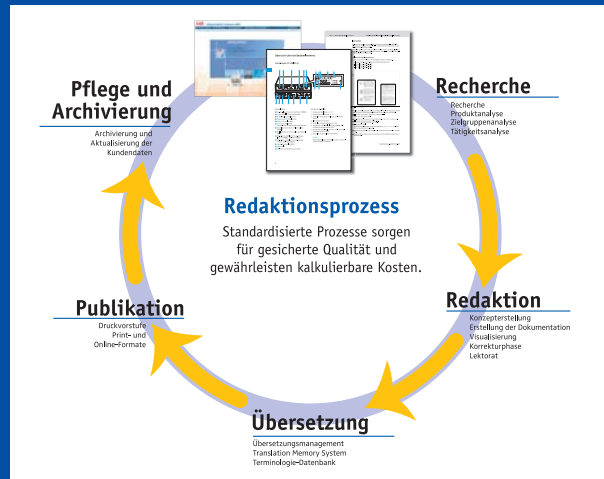 Recherche
Recherche
Produktanalyse
Zielgruppenanalyse
Tätigkeitsanalyse
Redaktion
Konzepterstellung
Erstellung der Dokumentation
Visualisierung
Korrekturphase
Lektorat
Übersetzung
Übersetzungsmanagement
Translation Memory System
Terminologie-Datenbank
Publikation
Druckvorstufe
Print- und
Online-Formate
Pflege und
Archivierung
Archivierung und
Aktualisierung der
Kundendaten
Redaktionsprozess
Standardisierte Prozesse sorgen
für gesicherte Qualität und
gewährleisten kalkulierbare Kosten.